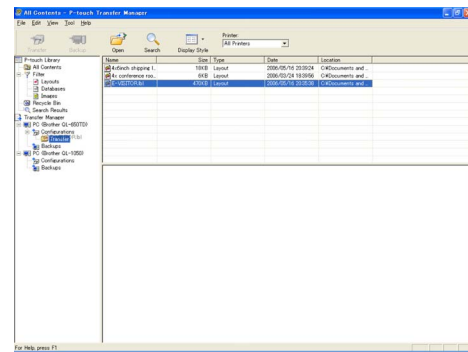 All Contents - P-touch Transfer Manager
File Edit View Tool Help
Transfer Backup Open Search Display Style
Printer
All Printers
Name Size Type Date Location
P-touch Library
All Contents
Filter
Layouts
Databases
Images
Recycle Bin
Search Results
Transfer Manager
PC (Brother QL-650TD)
Configurations
Transfer
Backups
PC (Brother QL-1050)
Configurations
Backups
4x6inch shipping l... Layout 2006/05/16 20:39:24 C:¥Documents and ...
4x conference roo... 6KB Layout 2006/03/24 18:39:56 C:¥Documents and ...
E-VISITOR.lbl 470KB Layout 2006/05/16 20:35:38 C:¥Documents and ...
For Help, press F1